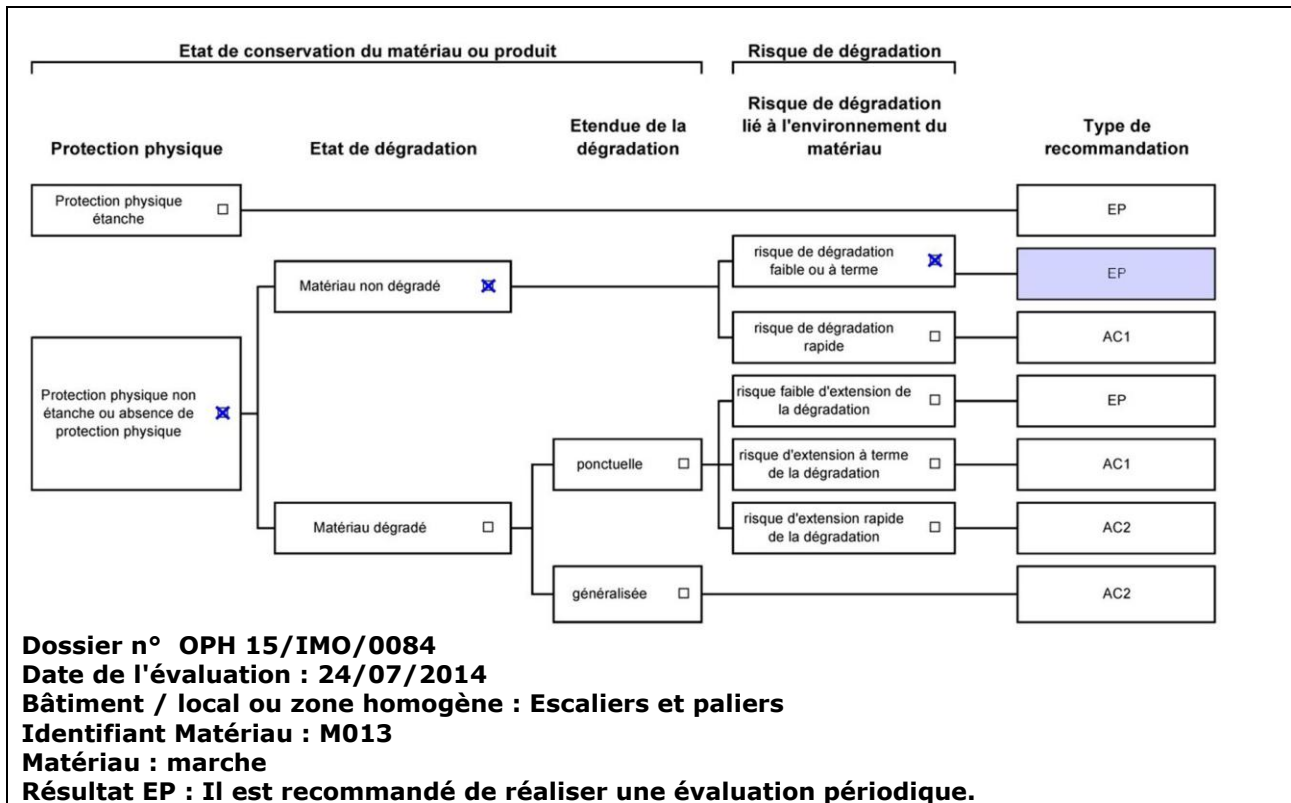 Etat de conservation du matériau ou produit
Risque de dégradation
Protection physique
Etat de dégradation
Etendue de la
dégradation
Risque de dégradation
lié à l'environnement du
matériau
Type de
recommandation
Protection physique
étanche
EP
risque de dégradation
faible ou à terme
EP
Matériau non dégradé
risque de dégradation
rapide
AC1
Protection physique non
étanche ou absence de
protection physique
risque faible d'extension de
la dégradation
EP
ponctuelle
risque d'extension à terme
de la dégradation
AC1
Matériau dégradé
risque d'extension rapide
de la dégradation
AC2
généralisée
AC2
Dossier n° OPH 15/IMO/0084
Date de l'évaluation : 24/07/2014
Bâtiment / local ou zone homogène : Escaliers et paliers
Identifiant Matériau : M013
Matériau : marche
Résultat EP : Il est recommandé de réaliser une évaluation périodique.